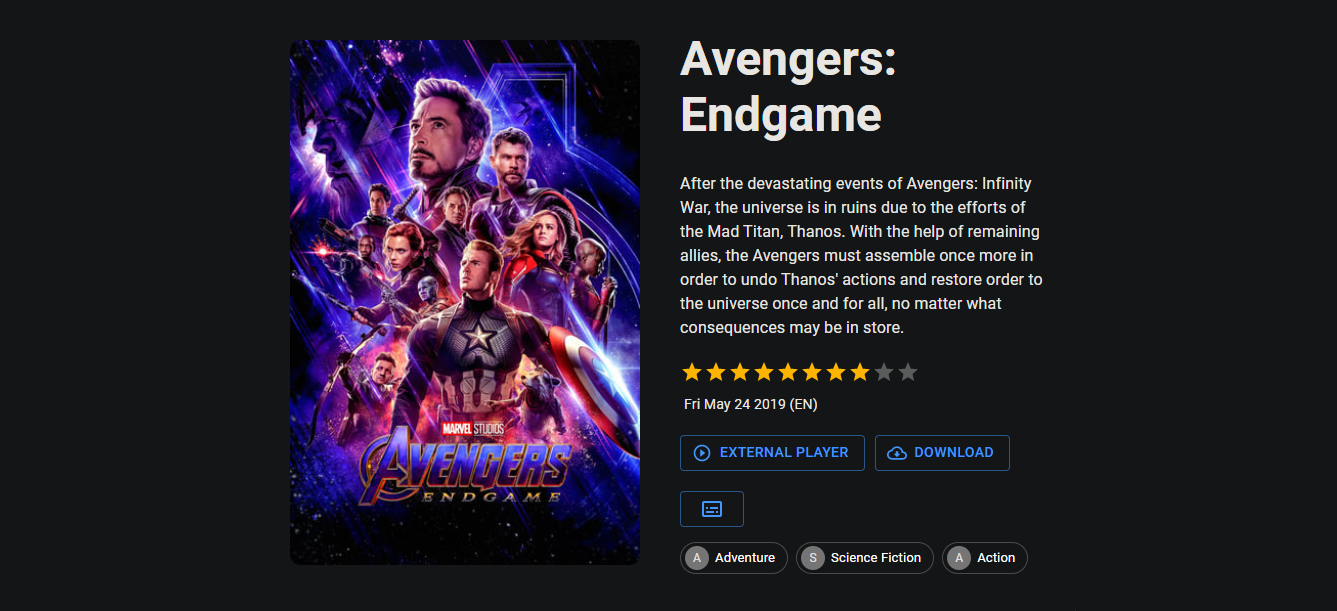 Avengers:
Endgame
After the devastating events of Avengers: Infinity
War, the universe is in ruins due to the efforts of
the Mad Titan, Thanos. With the help of remaining
allies, the Avengers must assemble once more in
order to undo Thanos' actions and restore order to
the universe once and for all, no matter what
consequences may be in store.
Fri May 24 2019 (EN)
EXTERNAL PLAYER DOWNLOAD
A Adventure S Science Fiction A Action
MARVEL STUDIOS
AVENGERS
ENDGAME